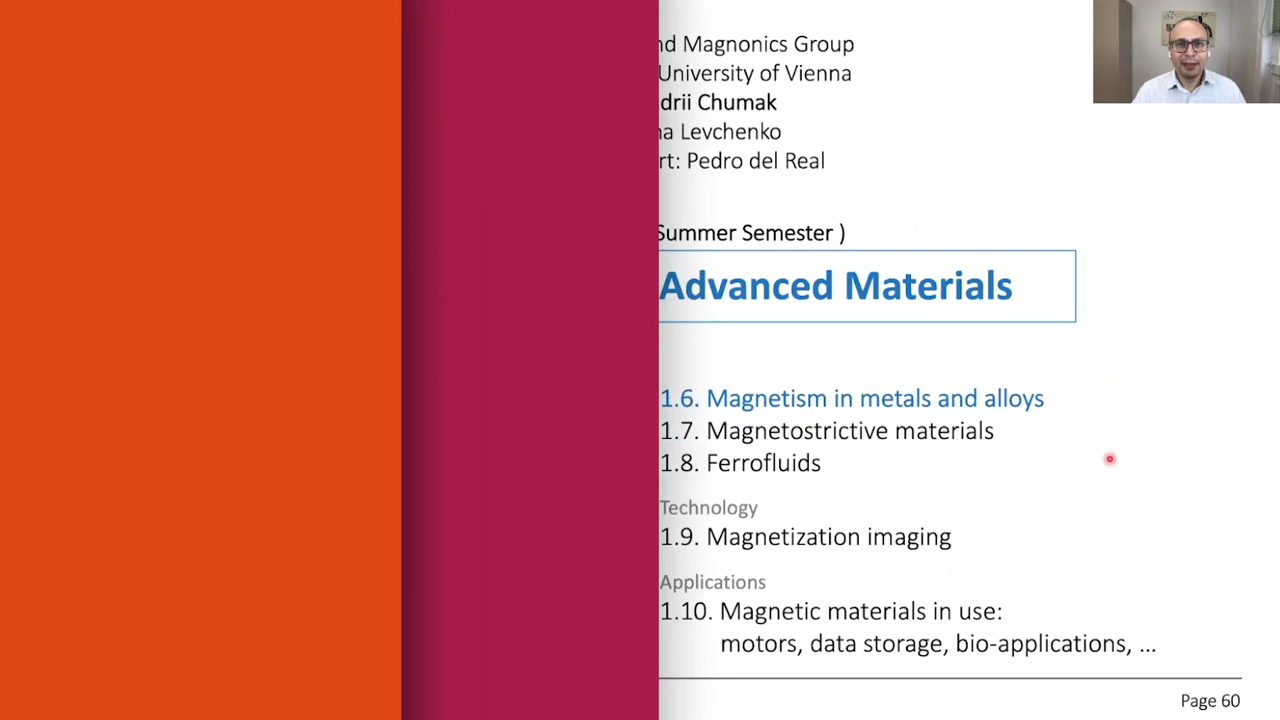 nd Magnonics Group
University of Vienna
drii Chumak
na Levchenko
rt: Pedro del Real
Summer Semester )
Advanced Materials
1.6. Magnetism in metals and alloys
1.7. Magnetostrictive materials
1.8. Ferrofluids
Technology
1.9. Magnetization imaging
Applications
1.10. Magnetic materials in use:
motors, data storage, bio-applications, ...
Page 60